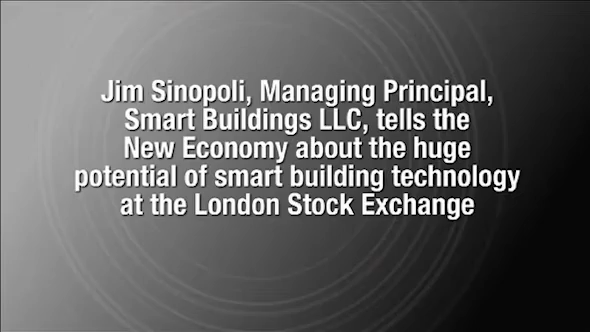 Jim Sinopoli, Managing Principal,
Smart Buildings LLC, tells the
New Economy about the huge
potential of smart building technology
at the London Stock Exchange